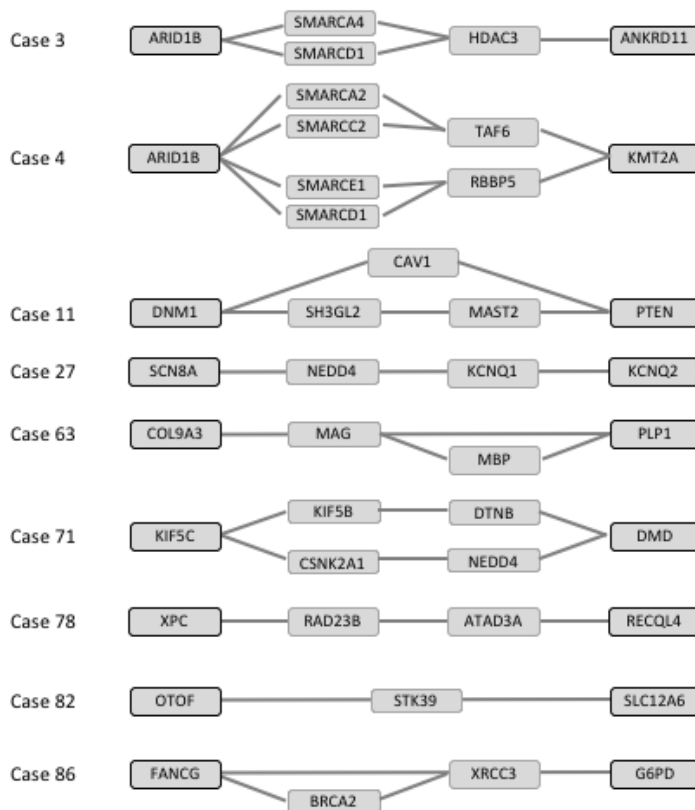 Case 3
ARID1B
SMARCA4
SMARCD1
HDAC3
ANKRD11
Case 4
ARID1B
SMARCA2
SMARCC2
SMARCE1
SMARCD1
TAF6
RBBP5
KMT2A
Case 11
DNM1
CAV1
SH3GL2
MAST2
PTEN
Case 27
SCN8A
NEDD4
KCNQ1
KCNQ2
Case 63
COL9A3
MAG
MBP
PLP1
Case 71
KIF5C
KIF5B
DTNB
CSNK2A1
NEDD4
DMD
Case 78
XPC
RAD23B
ATAD3A
RECQL4
Case 82
OTOF
STK39
SLC12A6
Case 86
FANCG
BRCA2
XRCC3
G6PD